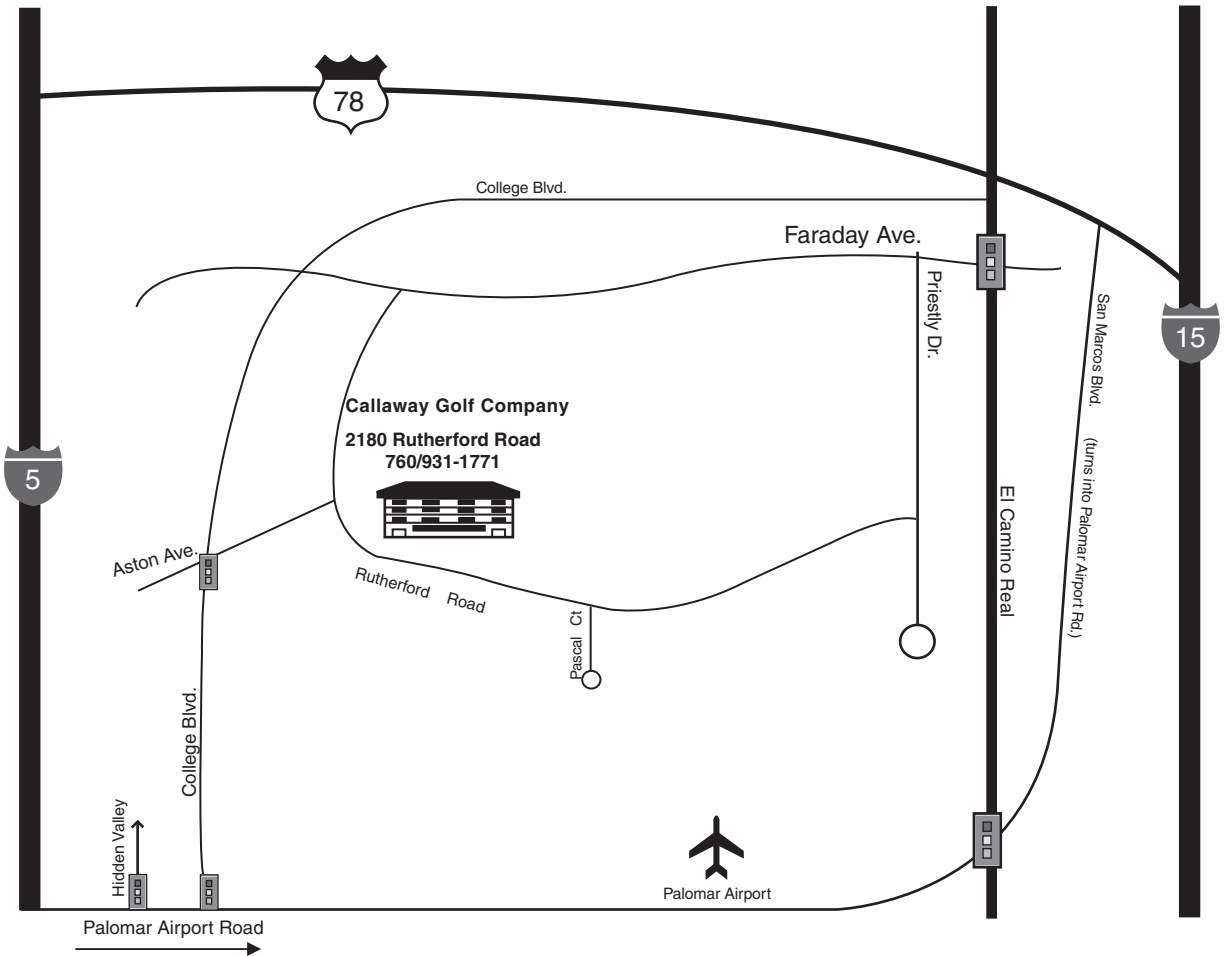 78
College Blvd.
Faraday Ave.
Priestly Dr.
San Marcos Blvd. (turns into Palomar Airport Rd.)
15
Callaway Golf Company
2180 Rutherford Road
760/931-1771
5
El Camino Real
Aston Ave.
Rutherford Road
Pascal Ct
College Blvd.
Hidden Valley
Palomar Airport
Palomar Airport Road